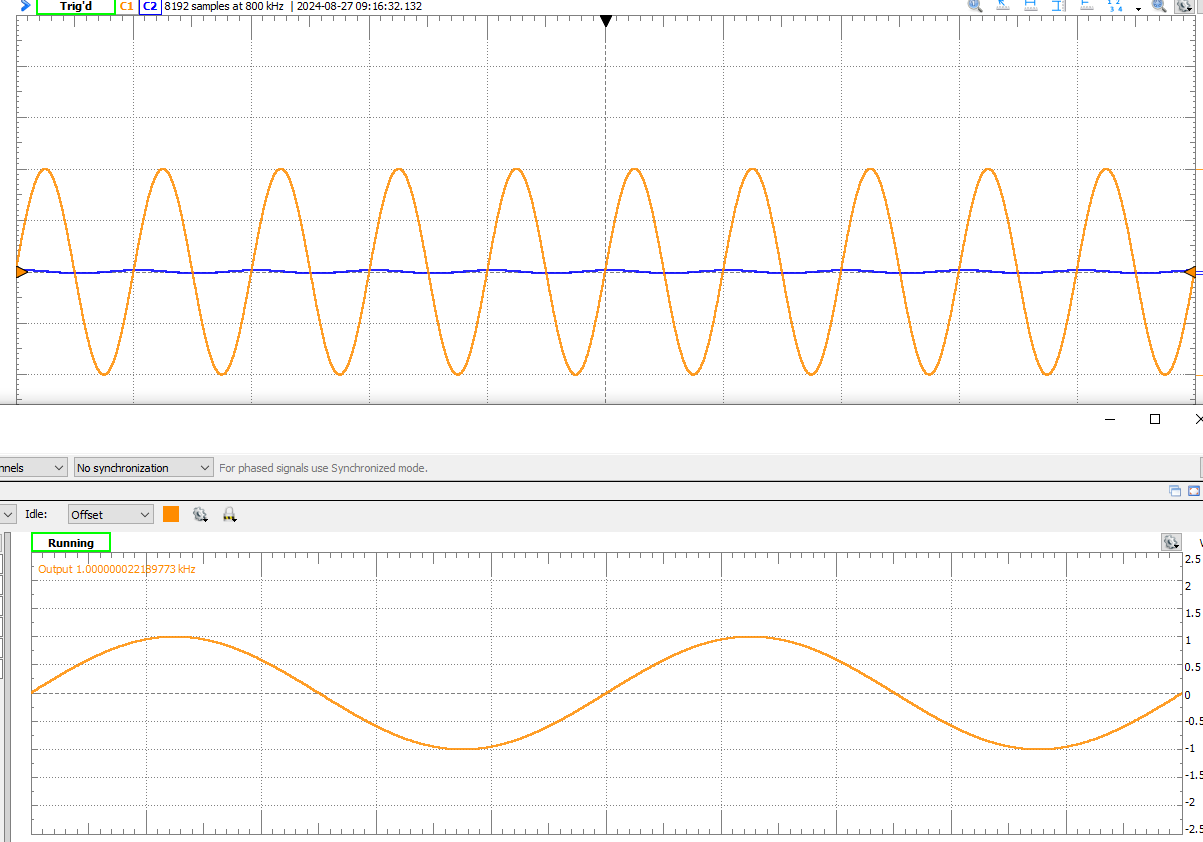 Trig'd C1 C2 8192 samples at 800 kHz | 2024-08-27 09:16:32.132
No synchronization For phased signals use Synchronized mode.
Idle: Offset
Running
Output 1.000000022189773 kHz
2.5
2
1.5
1
0.5
0
-0.5
-1
-1.5
-2
-2.5